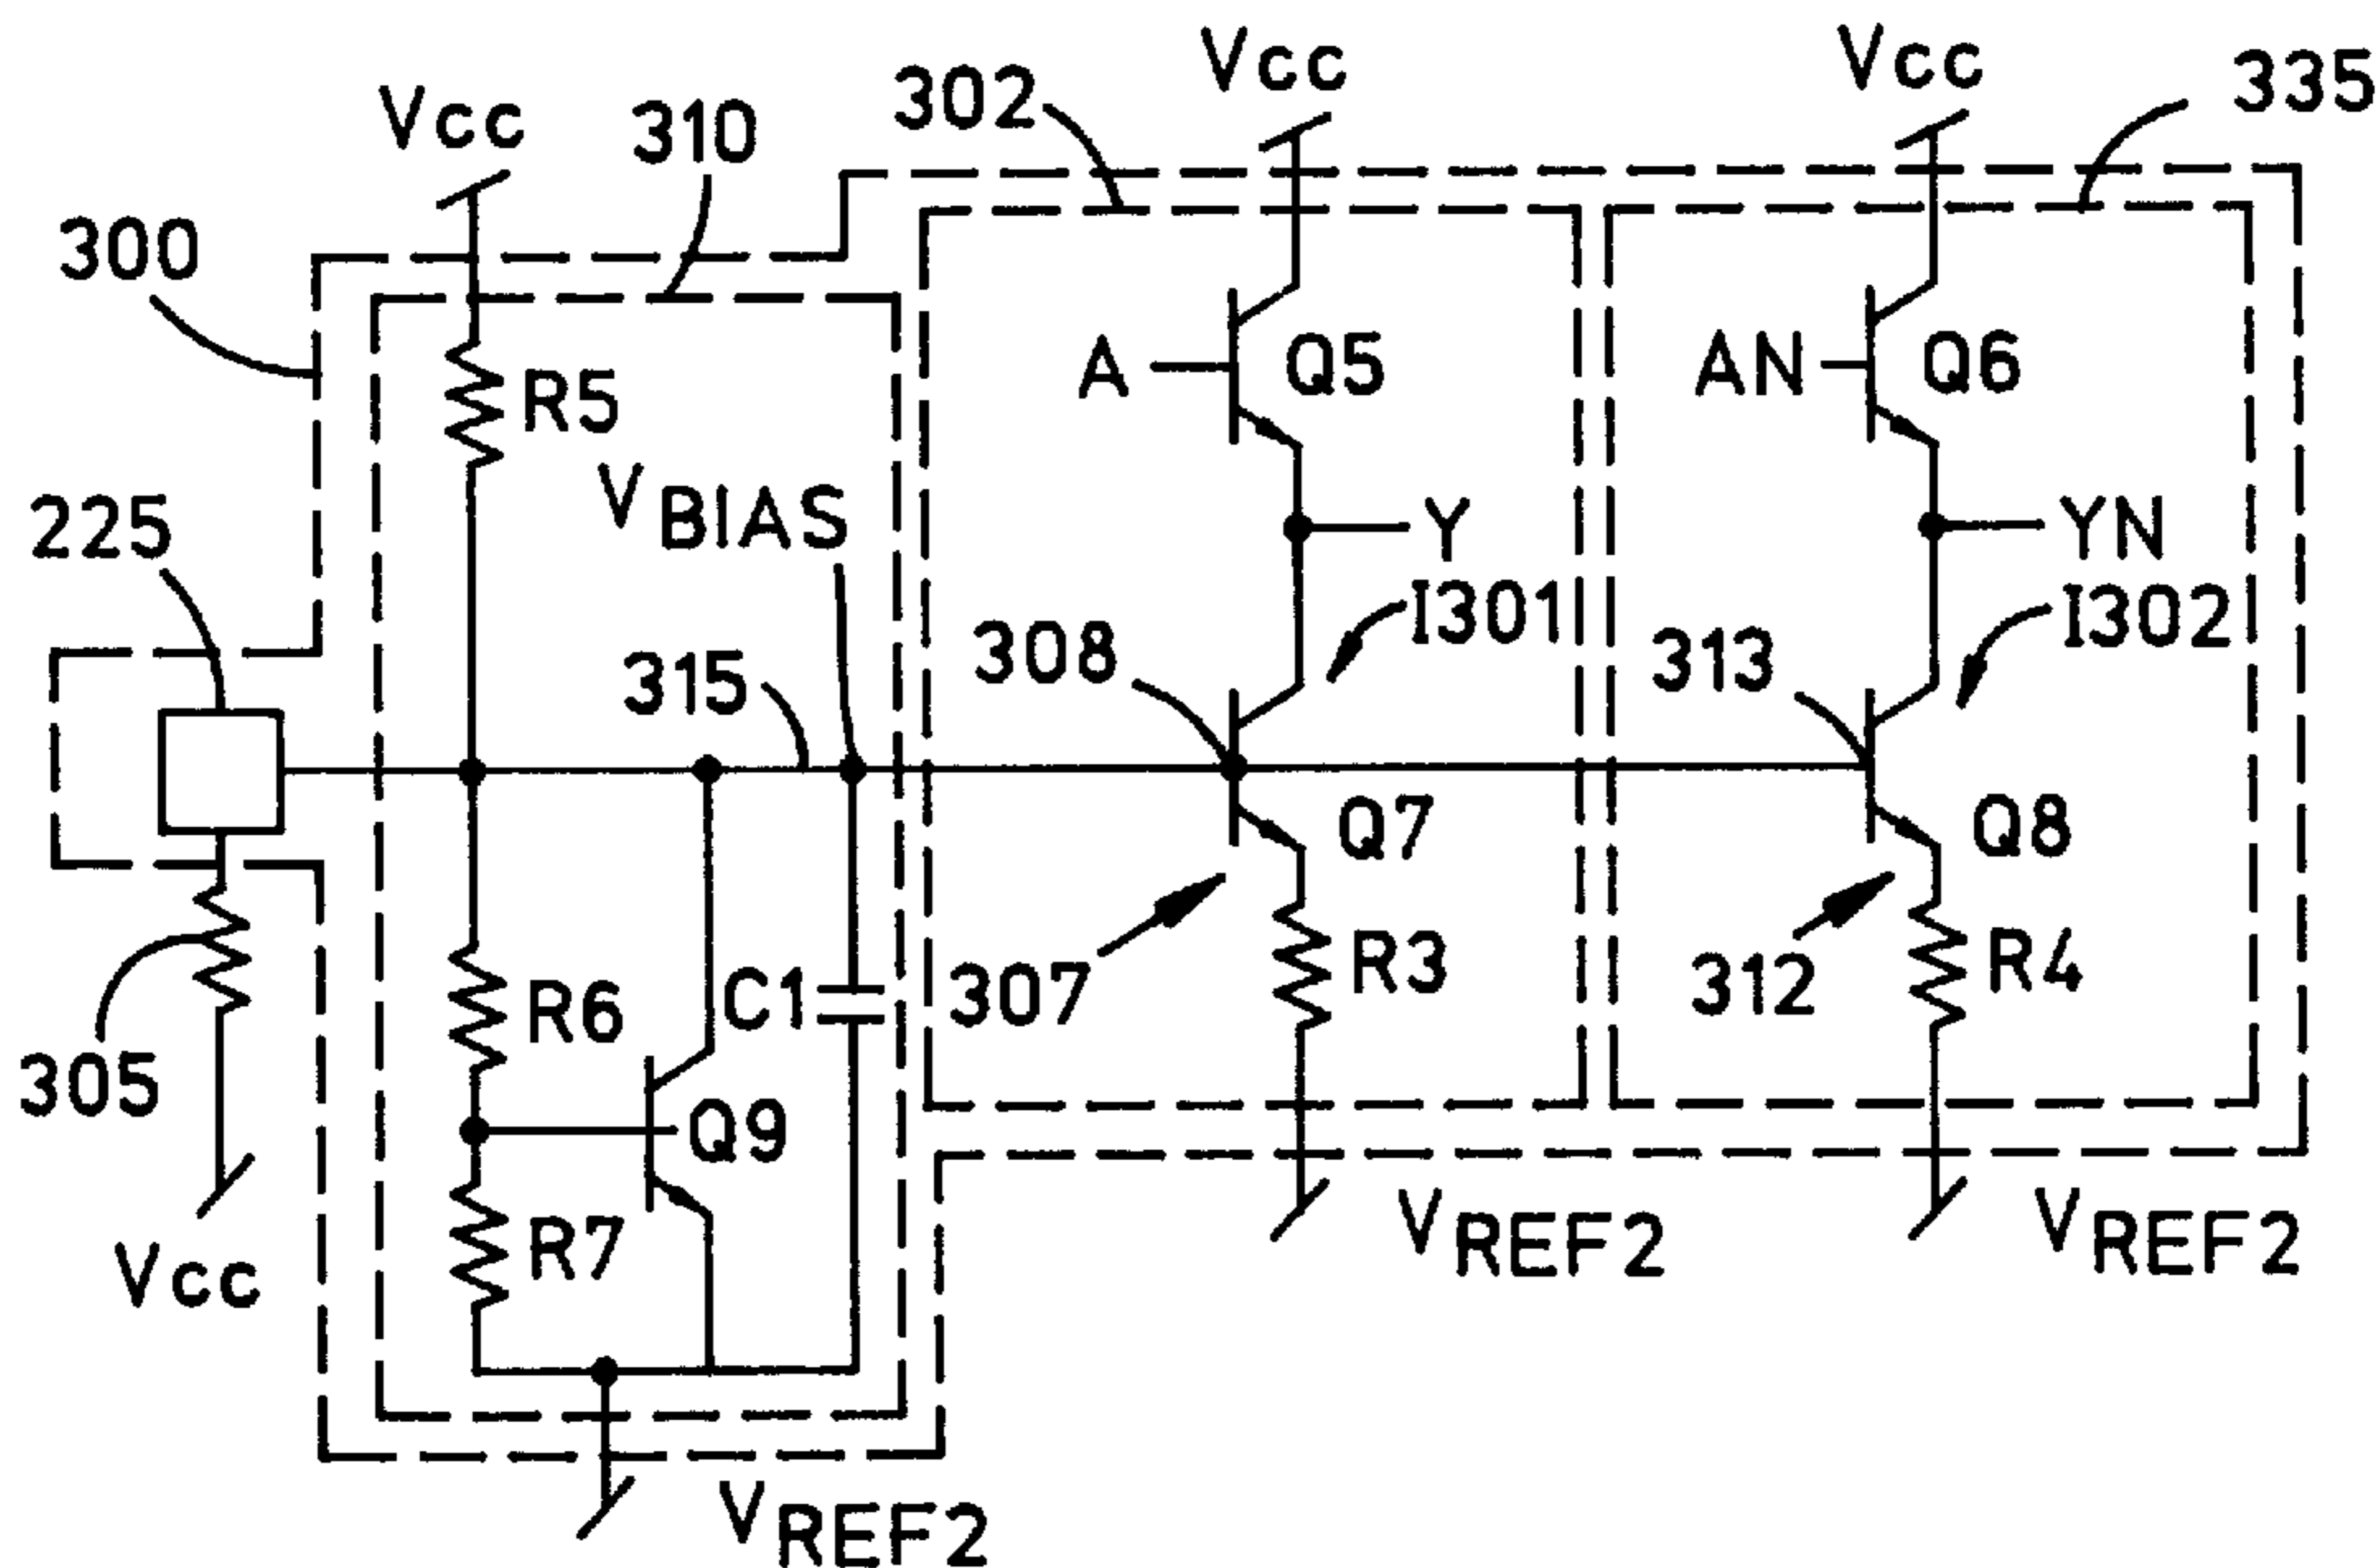 Vcc
Vcc
Vcc
310
302
335
300
R5
A
Q5
AN
Q6
225
VBIAS
Y
YN
I301
I302
315
308
313
Q7
Q8
305
R6
C1
307
R3
312
R4
Q9
R7
Vcc
VREF2
VREF2
VREF2